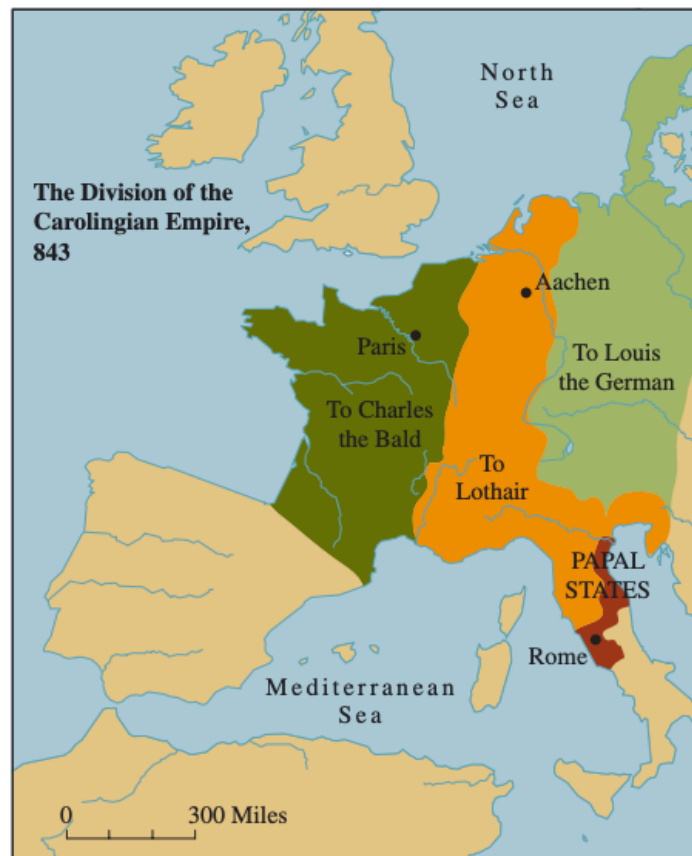 North
Sea
The Division of the
Carolingian Empire,
843
Aachen
Paris
To Louis
the German
To Charles
the Bald
To
Lothair
PAPAL
STATES
Rome
Mediterranean
Sea
0 300 Miles